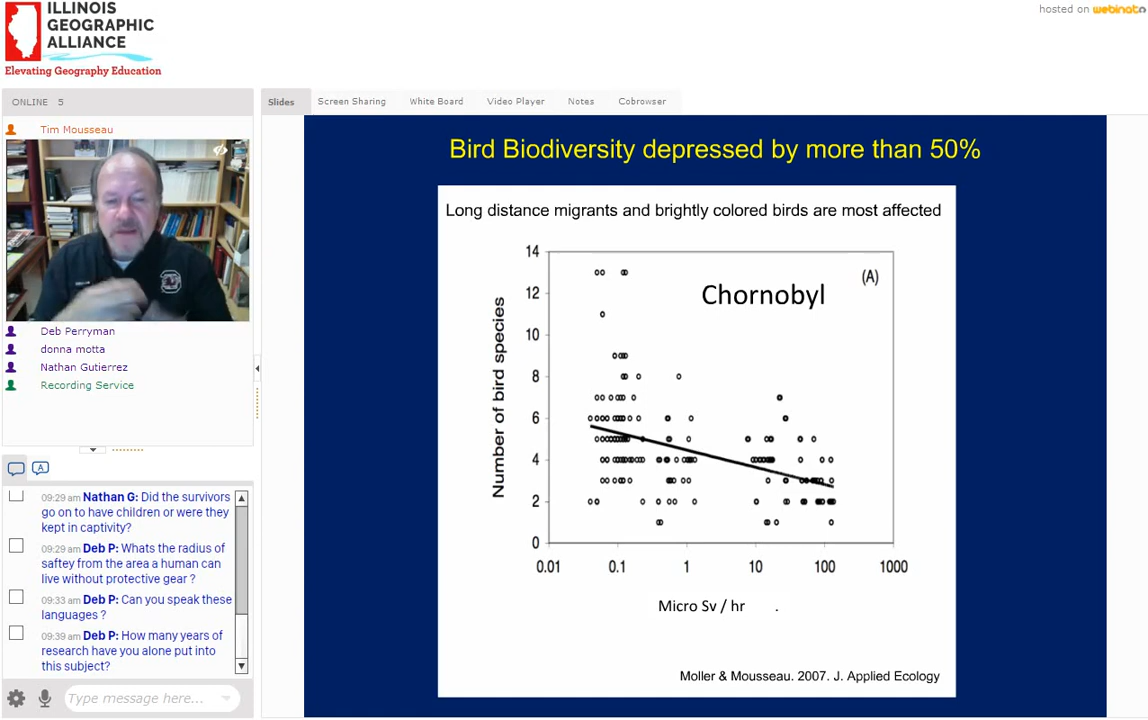 ILLINOIS
GEOGRAPHIC
ALLIANCE
Elevating Geography Education
hosted on webinato
ONLINE 5
Tim Mousseau
Deb Perryman
donna motta
Nathan Gutierrez
Recording Service
A
09:29 am Nathan G: Did the survivors
go on to have children or were they
kept in captivity?
09:29 am Deb P: Whats the radius of
saftey from the area a human can
live without protective gear ?
09:33 am Deb P: Can you speak these
languages ?
09:39 am Deb P: How many years of
research have you alone put into
this subject?
Type message here...
Slides Screen Sharing White Board Video Player Notes Cobrowser
Bird Biodiversity depressed by more than 50%
Long distance migrants and brightly colored birds are most affected
(A)
Chornobyl
Number of bird species
14
12
10
8
6
4
2
0
0.01 0.1 1 10 100 1000
Micro Sv / hr .
Moller & Mousseau. 2007. J. Applied Ecology